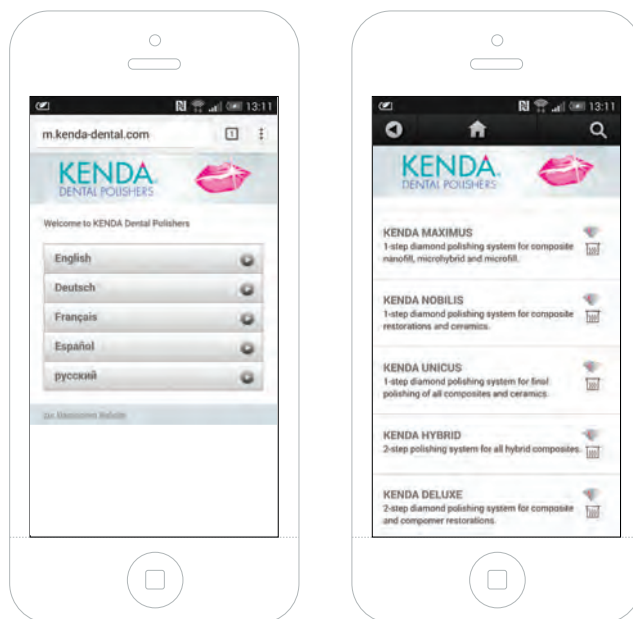 13:11
m.kenda-dental.com
1
KENDA
DENTAL POLISHERS
Welcome to KENDA Dental Polishers
English
Deutsch
Français
Español
русский
13:11
KENDA
DENTAL POLISHERS
KENDA MAXIMUS
1-step diamond polishing system for composite
nanofill, microhybrid and microfill.
KENDA NOBILIS
1-step diamond polishing system for composite
restorations and ceramics.
KENDA UNICUS
1-step diamond polishing system for final
polishing of all composites and ceramics.
KENDA HYBRID
2-step polishing system for all hybrid composites.
KENDA DELUXE
2-step diamond polishing system for composite
and compomer restorations.